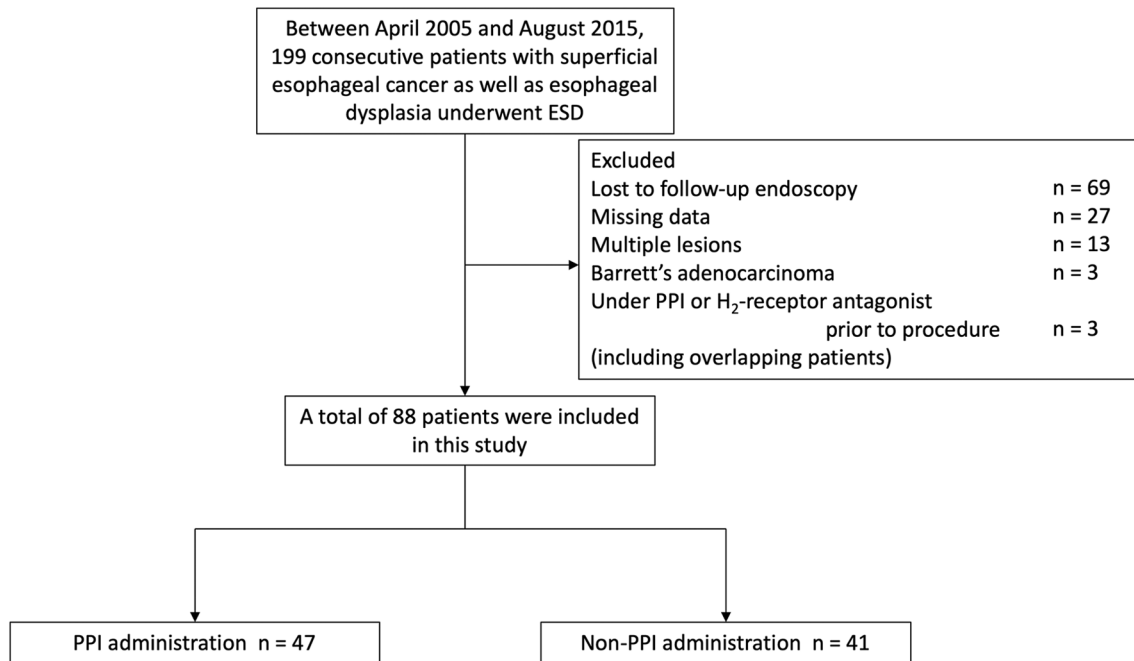 Between April 2005 and August 2015,
199 consecutive patients with superficial
esophageal cancer as well as esophageal
dysplasia underwent ESD
Excluded
Lost to follow-up endoscopy n = 69
Missing data n = 27
Multiple lesions n = 13
Barrett’s adenocarcinoma n = 3
Under PPI or H₂-receptor antagonist
prior to procedure n = 3
(including overlapping patients)
A total of 88 patients were included
in this study
PPI administration n = 47
Non-PPI administration n = 41